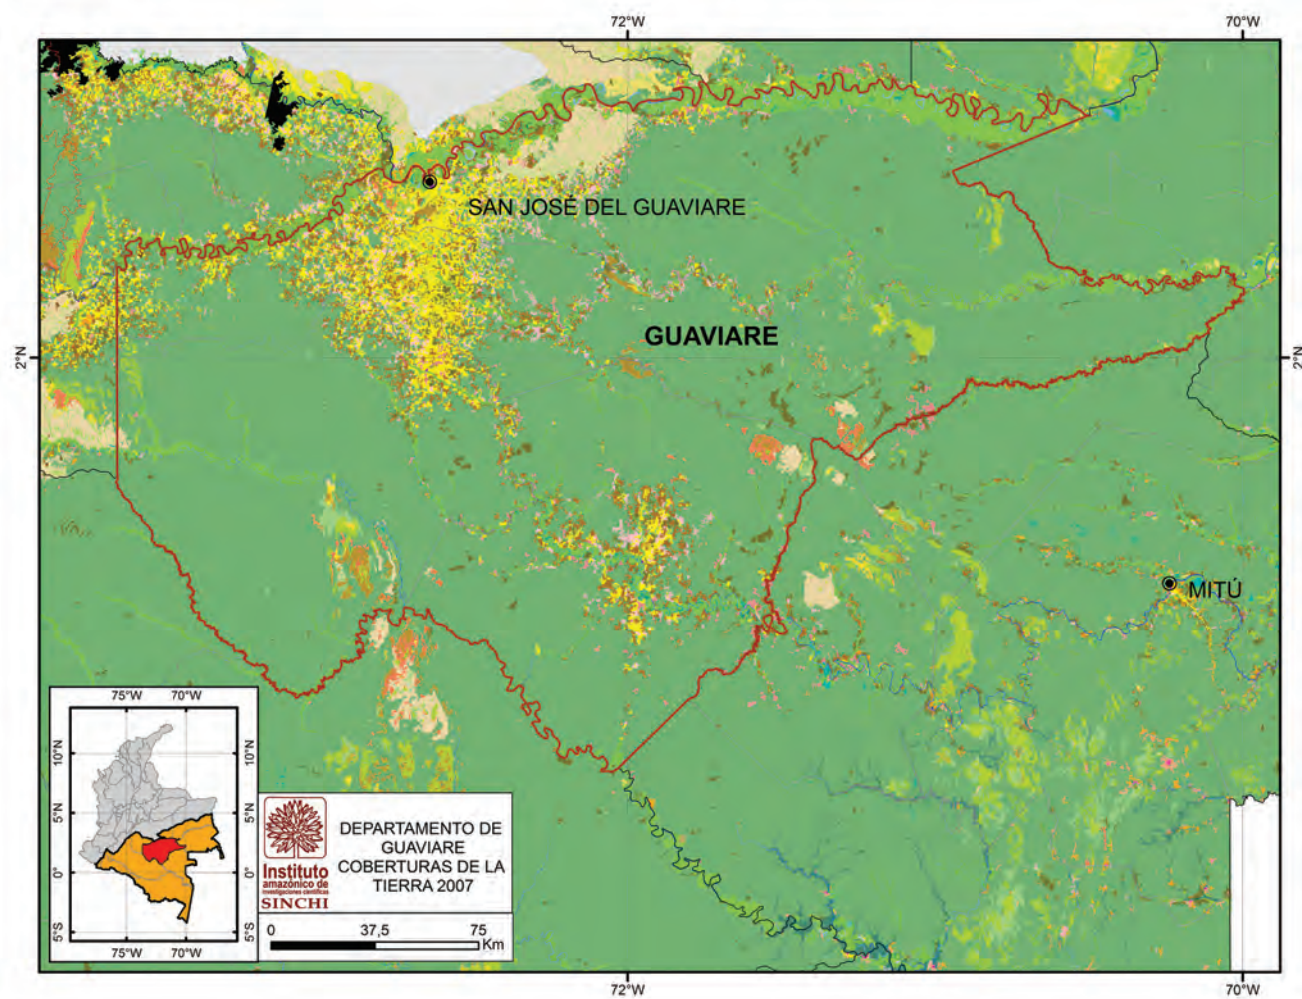 72°W
70°W
SAN JOSÉ DEL GUAVIARE
GUAVIARE
2°N
2°N
MITÚ
75°W
70°W
10°N
10°N
5°N
5°N
0°
0°
5°S
5°S
75°W
70°W
Instituto
amazónico de
investigaciones científicas
SINCHI
DEPARTAMENTO DE
GUAVIARE
COBERTURAS DE LA
TIERRA 2007
0
37,5
75
Km
72°W
70°W